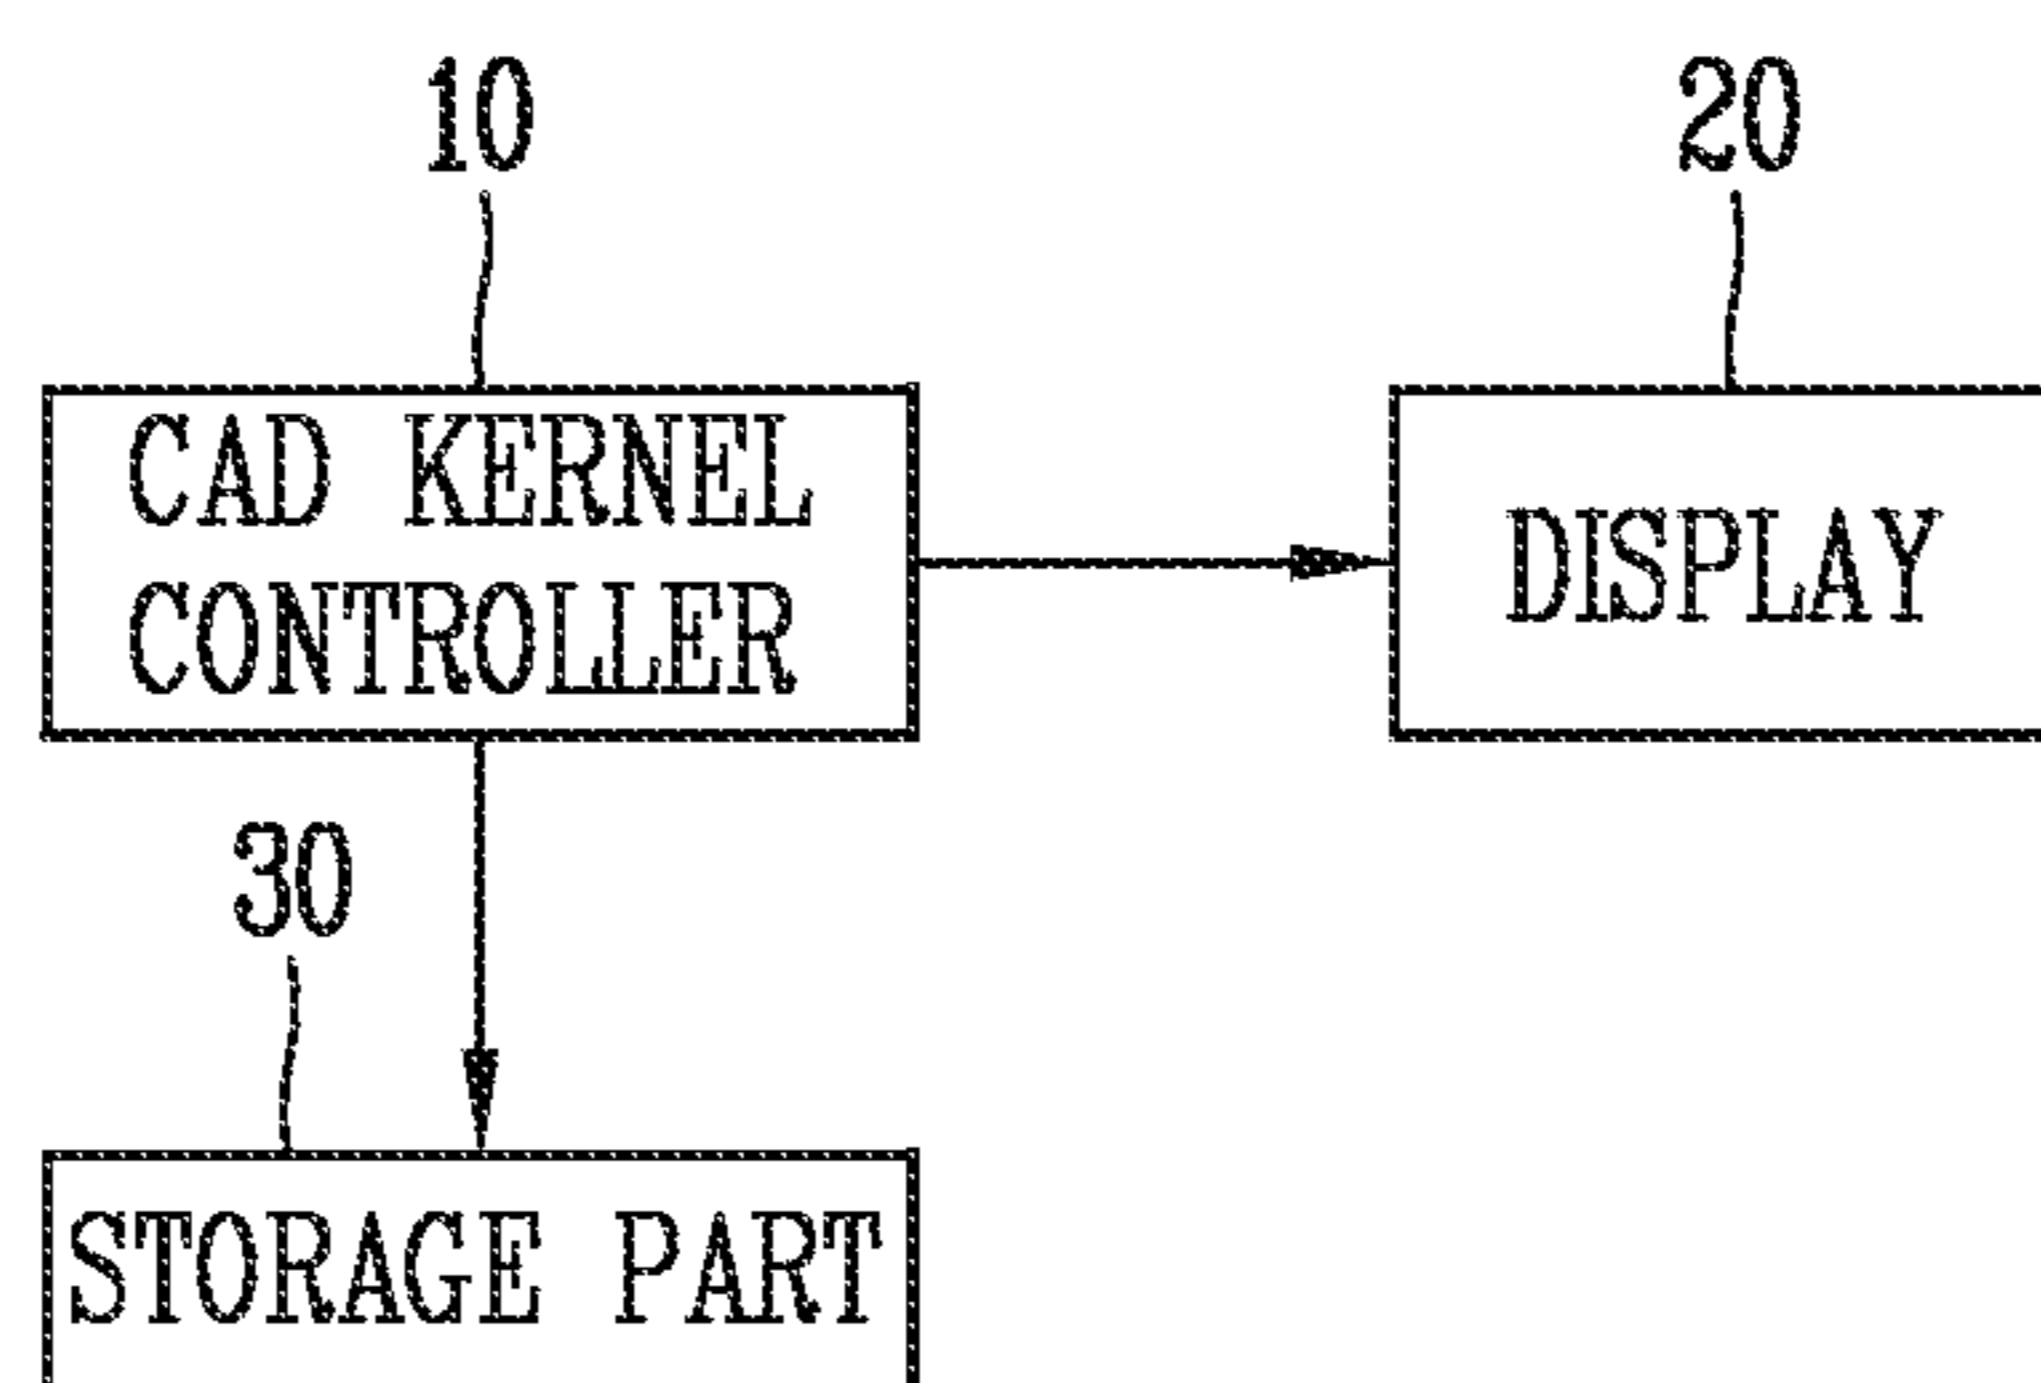 10
20
CAD KERNEL
CONTROLLER
DISPLAY
30
STORAGE PART